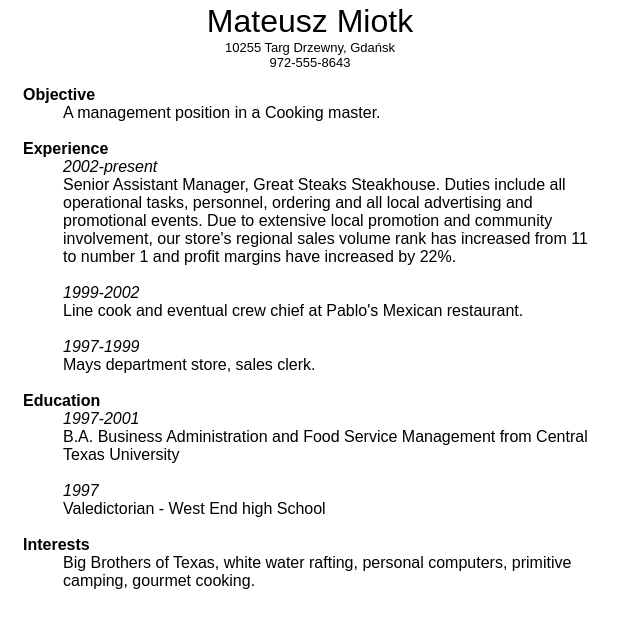 Mateusz Miotk
10255 Targ Drzewny, Gdańsk
972-555-8643
Objective
A management position in a Cooking master.
Experience
2002-present
Senior Assistant Manager, Great Steaks Steakhouse. Duties include all
operational tasks, personnel, ordering and all local advertising and
promotional events. Due to extensive local promotion and community
involvement, our store's regional sales volume rank has increased from 11
to number 1 and profit margins have increased by 22%.
1999-2002
Line cook and eventual crew chief at Pablo's Mexican restaurant.
1997-1999
Mays department store, sales clerk.
Education
1997-2001
B.A. Business Administration and Food Service Management from Central
Texas University
1997
Valedictorian - West End high School
Interests
Big Brothers of Texas, white water rafting, personal computers, primitive
camping, gourmet cooking.